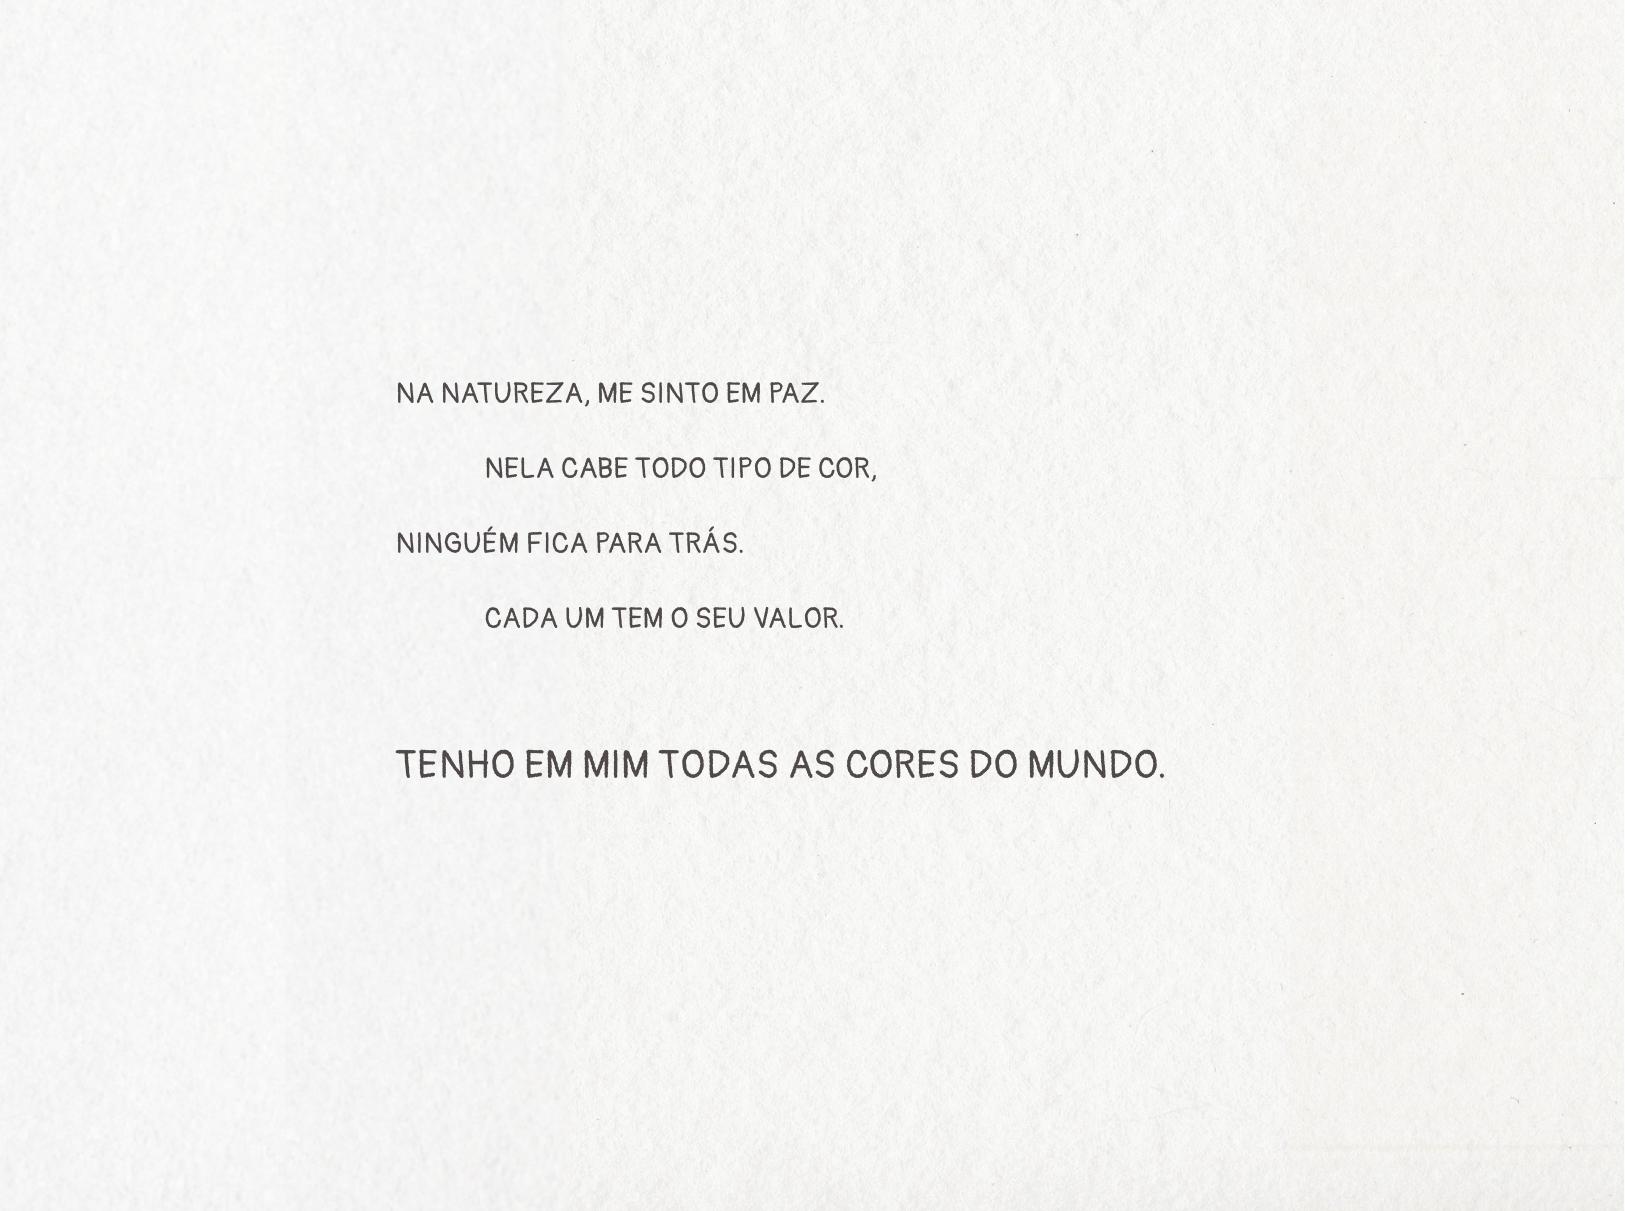 NA NATUREZA, ME SINTO EM PAZ.
NELA CABE TODO TIPO DE COR,
NINGUÉM FICA PARA TRÁS.
CADA UM TEM O SEU VALOR.
TENHO EM MIM TODAS AS CORES DO MUNDO.